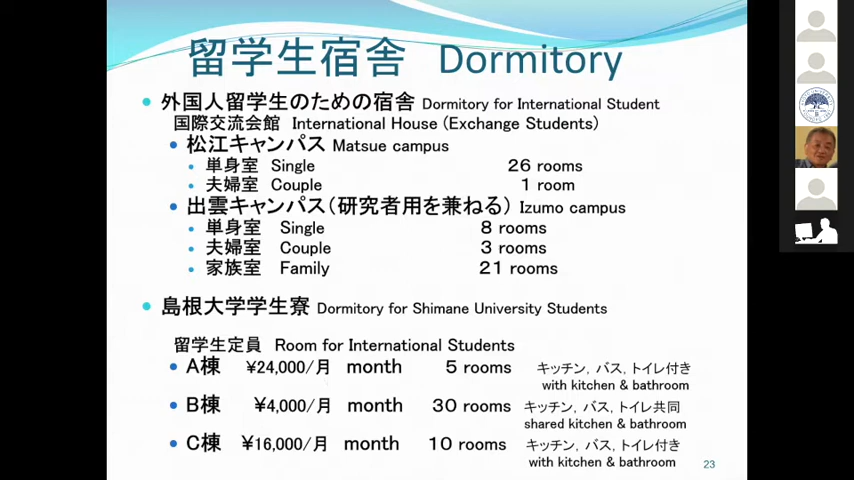 留学生宿舎 Dormitory
外国人留学生のための宿舎 Dormitory for International Student
国際交流会館 International House (Exchange Students)
松江キャンパス Matsue campus
単身室 Single 26 rooms
夫婦室 Couple 1 room
出雲キャンパス（研究者用を兼ねる） Izumo campus
単身室 Single 8 rooms
夫婦室 Couple 3 rooms
家族室 Family 21 rooms
島根大学学生寮 Dormitory for Shimane University Students
留学生定員 Room for International Students
A棟 ¥24,000/月 month 5 rooms キッチン，バス，トイレ付き
with kitchen & bathroom
B棟 ¥4,000/月 month 30 rooms キッチン，バス，トイレ共同
shared kitchen & bathroom
C棟 ¥16,000/月 month 10 rooms キッチン，バス，トイレ付き
with kitchen & bathroom
23